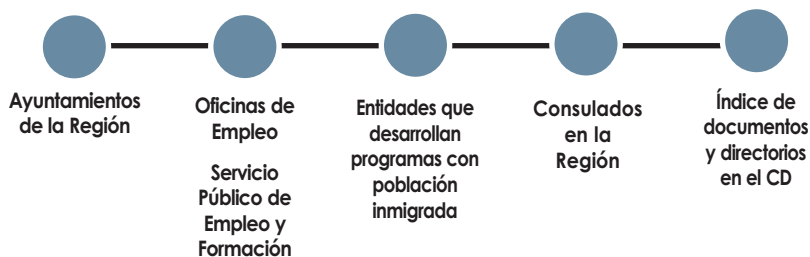 Ayuntamientos
de la Región
Oficinas de
Empleo
Servicio
Público de
Empleo y
Formación
Entidades que
desarrollan
programas con
población
inmigrada
Consulados
en la
Región
Índice de
documentos
y directorios
en el CD